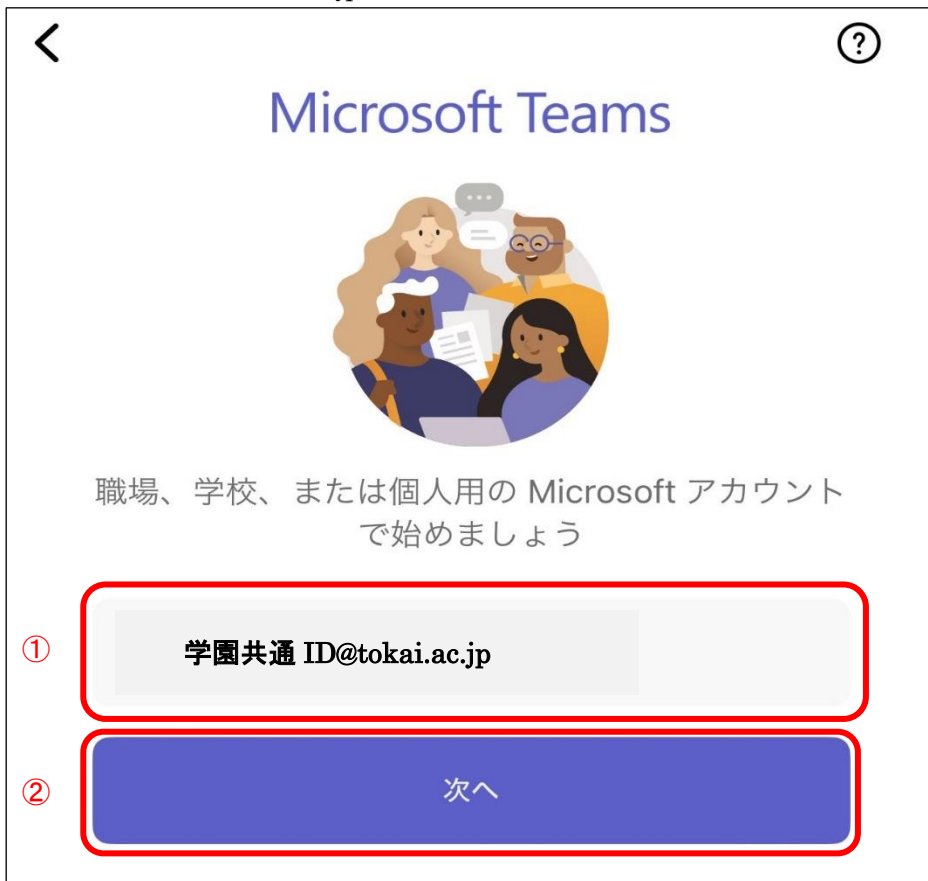 ?
Microsoft Teams
職場、学校、または個人用の Microsoft アカウント
で始めましょう
① 学園共通 ID@tokai.ac.jp
② 次へ